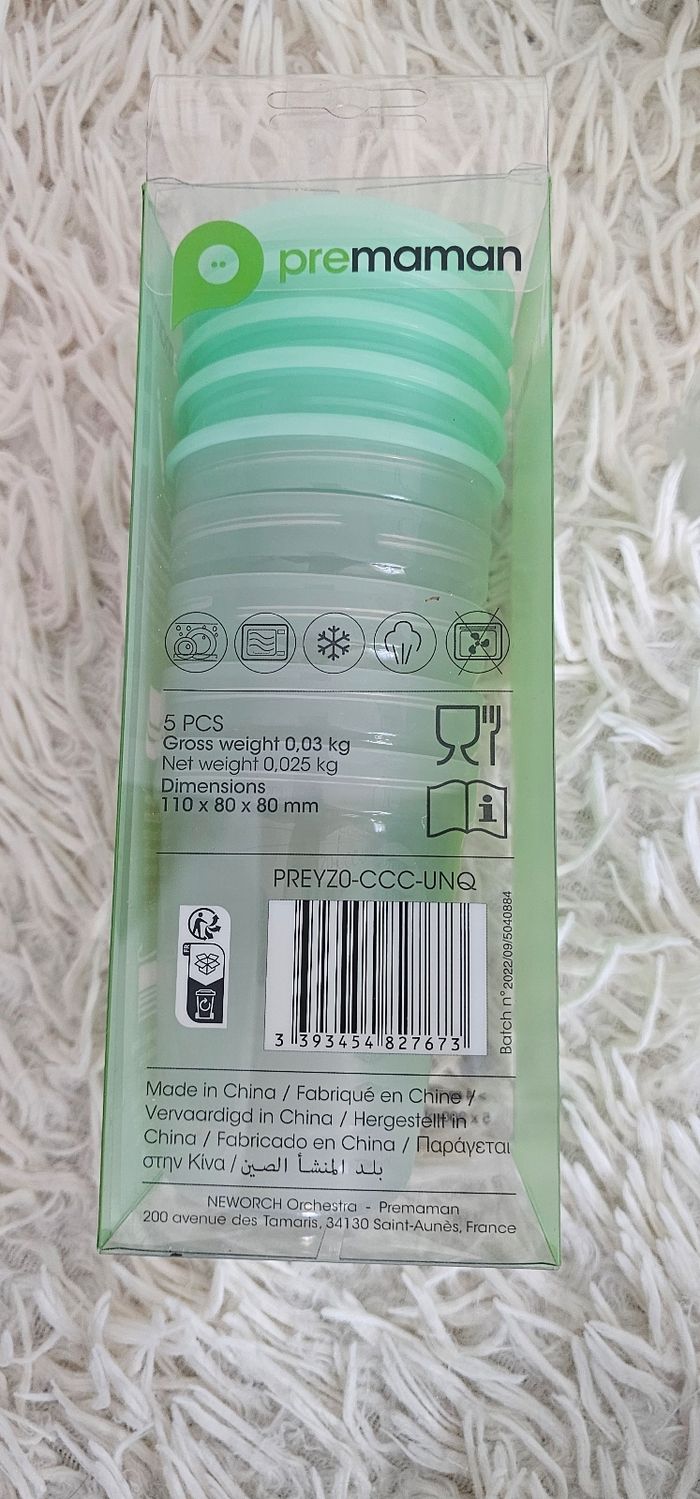 premaman
5 PCS
Gross weight 0,03 kg
Net weight 0,025 kg
Dimensions
110 x 80 x 80 mm
PREYZ0-CCC-UNQ
FR
3 393454 827673
Batch n° 2022/09/5040884
Made in China / Fabriqué en Chine /
Vervaardigd in China / Hergestellt in
China / Fabricado en China / Παράγεται
στην Κίνα / بلد المنشأ الصين
NEWORCH Orchestra - Premaman
200 avenue des Tamaris, 34130 Saint-Aunès, France